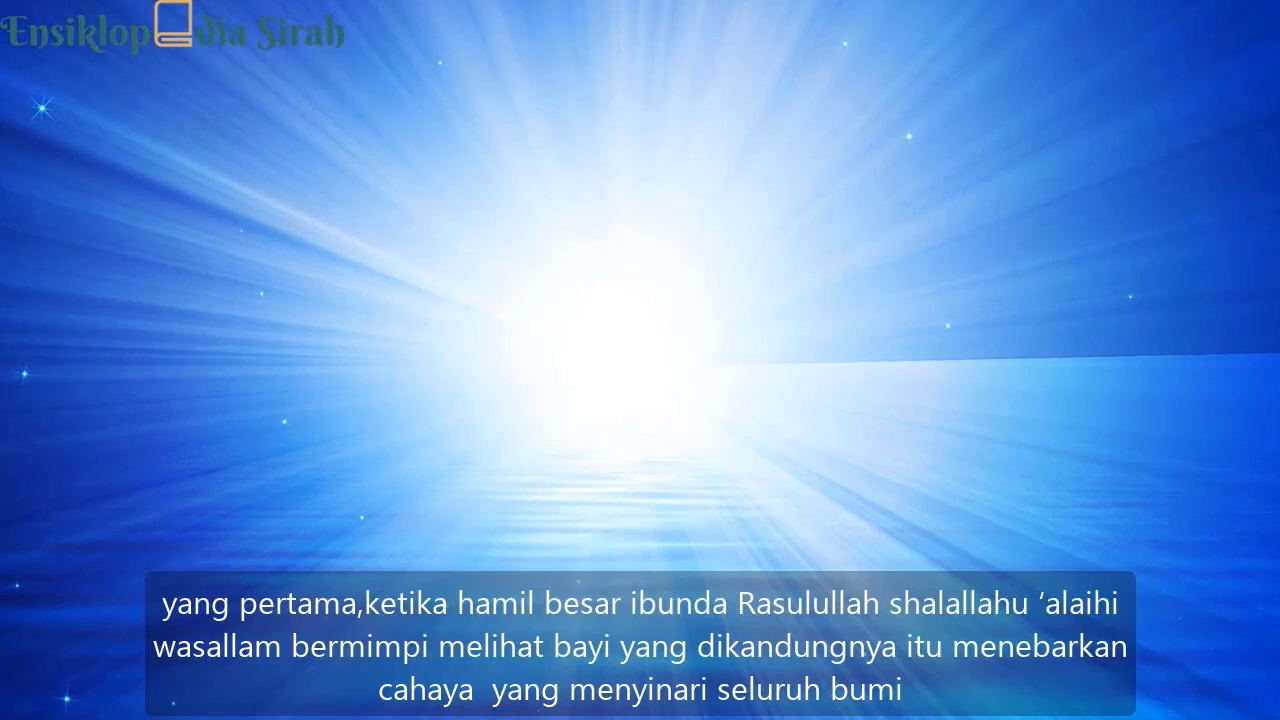 Ensiklopedia Sirah
yang pertama,ketika hamil besar ibunda Rasulullah shalallahu ‘alaihi
wasallam bermimpi melihat bayi yang dikandungnya itu menebarkan
cahaya  yang menyinari seluruh bumi